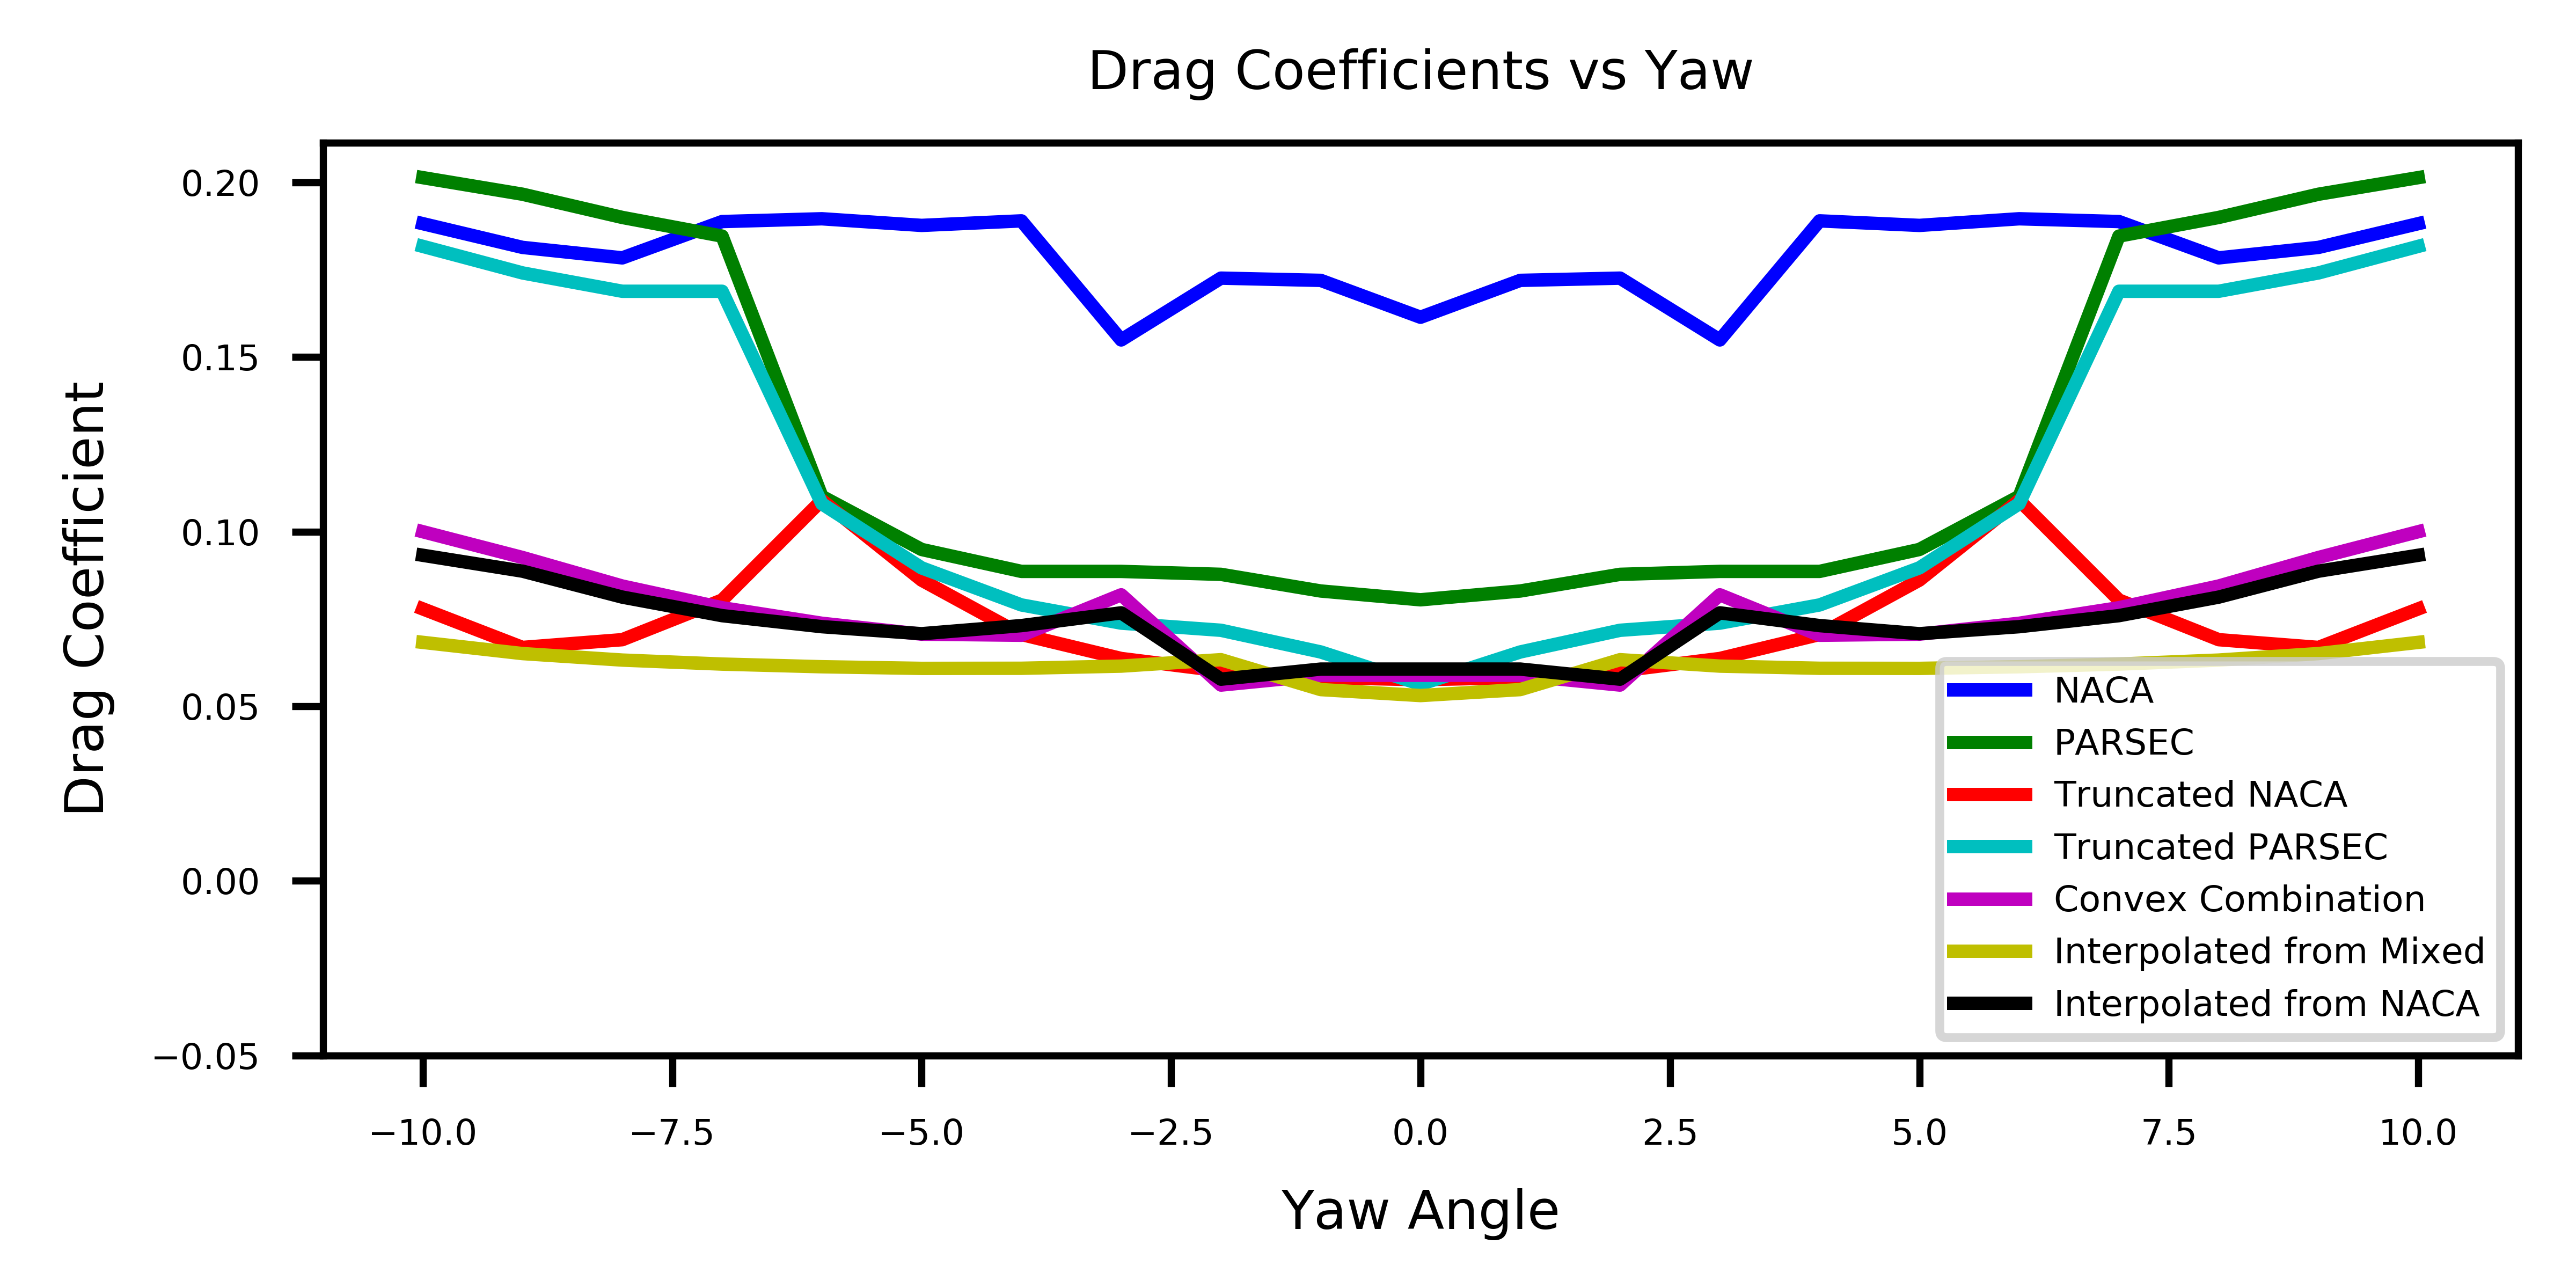 Drag Coefficients vs Yaw
Drag Coefficient
0.20
0.15
0.10
0.05
0.00
−0.05
−10.0 −7.5 −5.0 −2.5 0.0 2.5 5.0 7.5 10.0
Yaw Angle
NACA
PARSEC
Truncated NACA
Truncated PARSEC
Convex Combination
Interpolated from Mixed
Interpolated from NACA